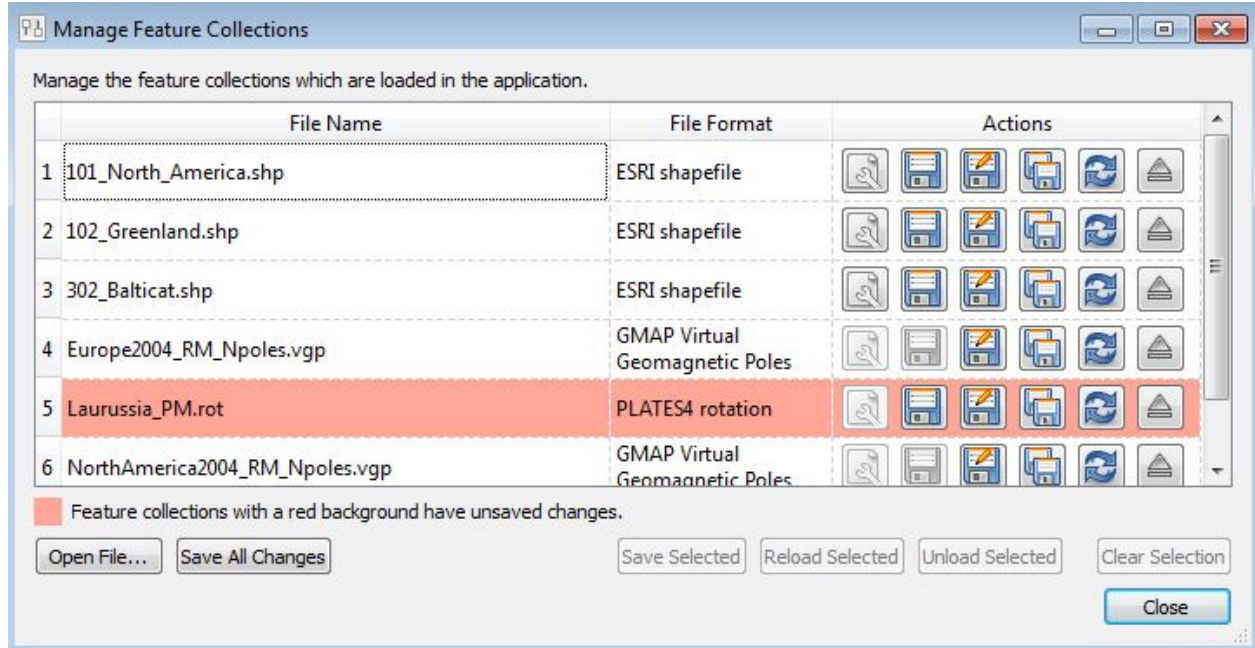 Manage Feature Collections
Manage the feature collections which are loaded in the application.
File Name File Format Actions
1 101_North_America.shp ESRI shapefile
2 102_Greenland.shp ESRI shapefile
3 302_Balticat.shp ESRI shapefile
4 Europe2004_RM_Npoles.vgp GMAP Virtual
Geomagnetic Poles
5 Laurussia_PM.rot PLATES4 rotation
6 NorthAmerica2004_RM_Npoles.vgp GMAP Virtual
Geomagnetic Poles
Feature collections with a red background have unsaved changes.
Open File... Save All Changes Save Selected Reload Selected Unload Selected Clear Selection
Close